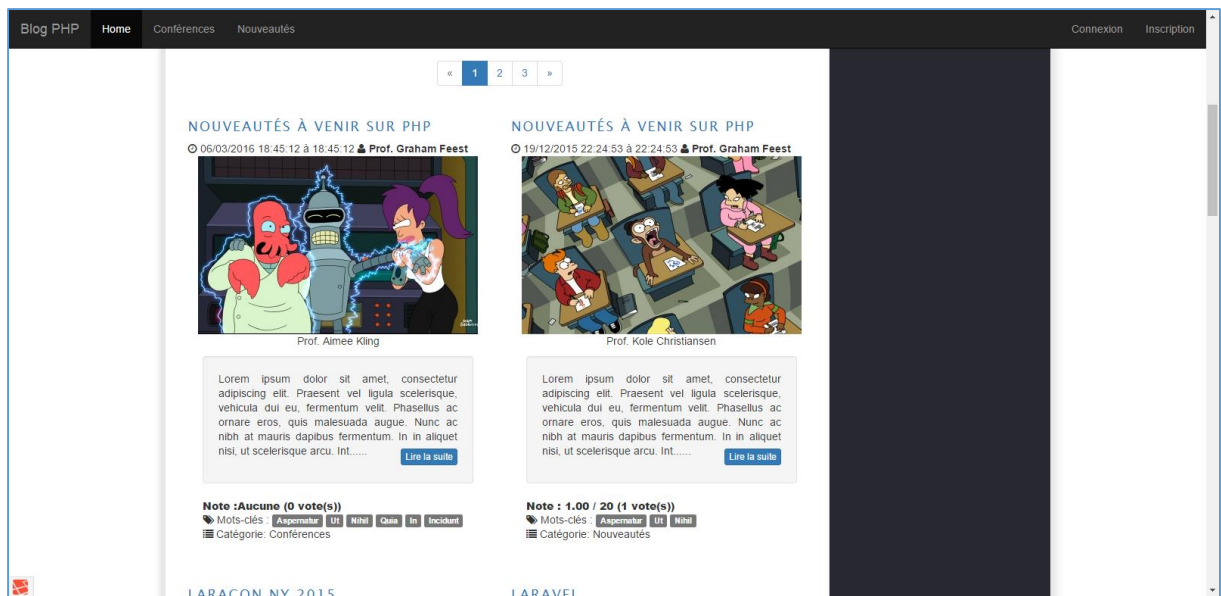 Blog PHP Home Conférences Nouveautés Connexion Inscription
« 1 2 3 »
NOUVEAUTÉS À VENIR SUR PHP
06/03/2016 18:45:12 à 18:45:12 Prof. Graham Feest
Prof. Aimee Kling
Lorem ipsum dolor sit amet, consectetur
adipiscing elit. Praesent vel ligula scelerisque,
vehicula dui eu, fermentum velit. Phasellus ac
ornare eros, quis malesuada augue. Nunc ac
nibh at mauris dapibus fermentum. In in aliquet
nisi, ut scelerisque arcu. Int......
Lire la suite
Note :Aucune (0 vote(s))
Mots-clés : Aspernatur Ut Nihil Quia In Incidunt
Catégorie: Conférences
NOUVEAUTÉS À VENIR SUR PHP
19/12/2015 22:24:53 à 22:24:53 Prof. Graham Feest
Prof. Kole Christiansen
Lorem ipsum dolor sit amet, consectetur
adipiscing elit. Praesent vel ligula scelerisque,
vehicula dui eu, fermentum velit. Phasellus ac
ornare eros, quis malesuada augue. Nunc ac
nibh at mauris dapibus fermentum. In in aliquet
nisi, ut scelerisque arcu. Int......
Lire la suite
Note : 1.00 / 20 (1 vote(s))
Mots-clés : Aspernatur Ut Nihil
Catégorie: Nouveautés
LARACON NY 2015
LARAVEL